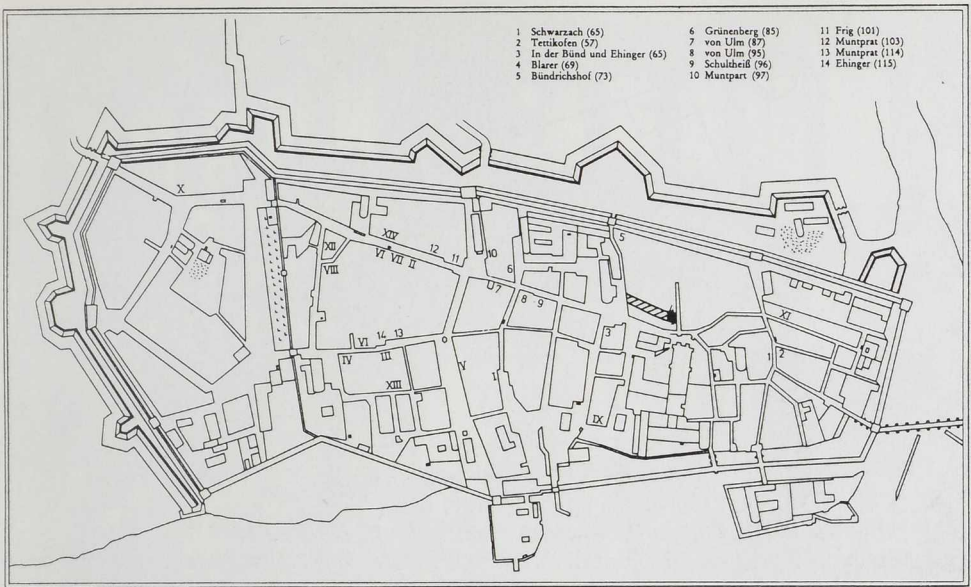 1 Schwarzach (65)
2 Tettikofen (57)
3 In der Bünd und Ehinger (65)
4 Blarer (69)
5 Bündrichshof (73)
6 Grünenberg (85)
7 von Ulm (87)
8 von Ulm (95)
9 Schultheiß (96)
10 Muntpart (97)
11 Frig (101)
12 Muntprat (103)
13 Muntprat (114)
14 Ehinger (115)
X
XIV
XII
VI VII II
12
11
10
VIII
6
7
8
9
5
4
3
XI
1
2
VI
14
13
IV
III
V
I
XIII
IX